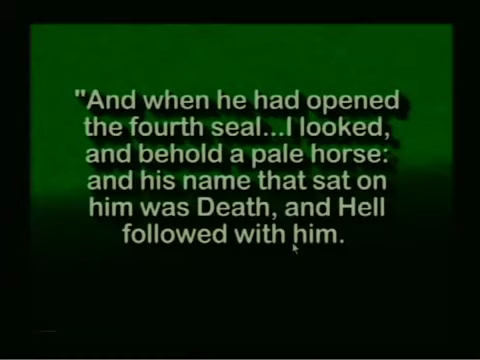 "And when he had opened
the fourth seal...I looked,
and behold a pale horse:
and his name that sat on
him was Death, and Hell
followed with him.